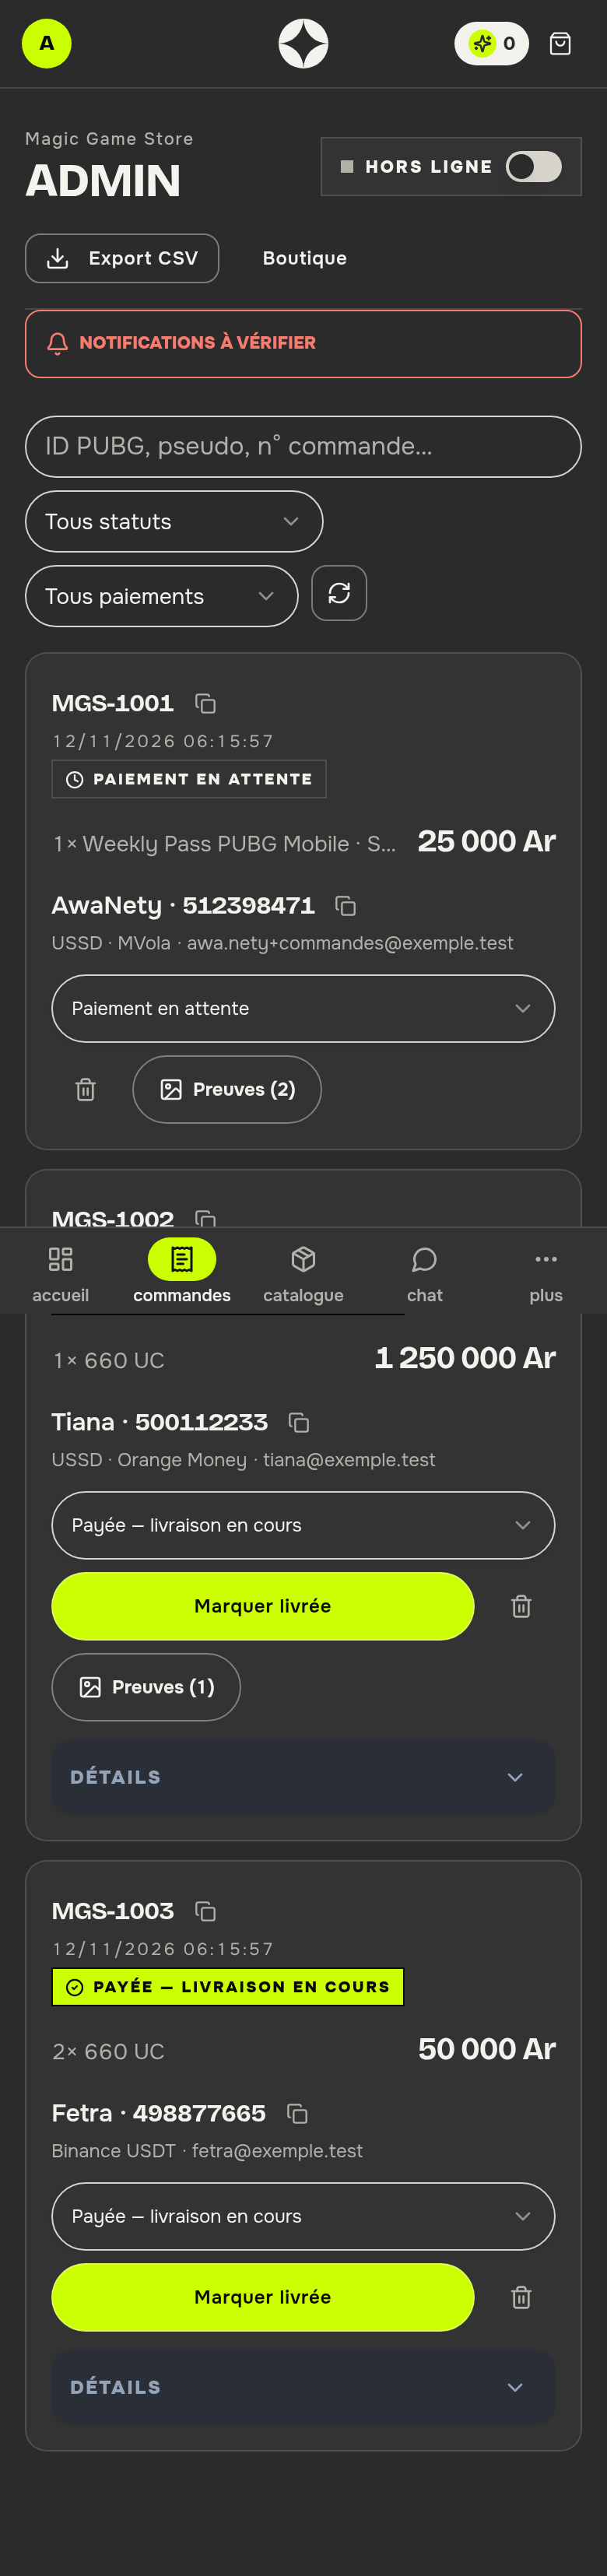 A
0
Magic Game Store
ADMIN
HORS LIGNE
Export CSV
Boutique
NOTIFICATIONS À VÉRIFIER
ID PUBG, pseudo, n° commande...
Tous statuts
Tous paiements
MGS-1001
12/11/2026 06:15:57
PAIEMENT EN ATTENTE
1× Weekly Pass PUBG Mobile · S... 25 000 Ar
AwaNety · 512398471
USSD · MVola · awa.nety+commandes@exemple.test
Paiement en attente
Preuves (2)
MGS-1002
accueil commandes catalogue chat plus
1× 660 UC 1 250 000 Ar
Tiana · 500112233
USSD · Orange Money · tiana@exemple.test
Payée — livraison en cours
Marquer livrée
Preuves (1)
DÉTAILS
MGS-1003
12/11/2026 06:15:57
PAYÉE — LIVRAISON EN COURS
2× 660 UC 50 000 Ar
Fetra · 498877665
Binance USDT · fetra@exemple.test
Payée — livraison en cours
Marquer livrée
DÉTAILS